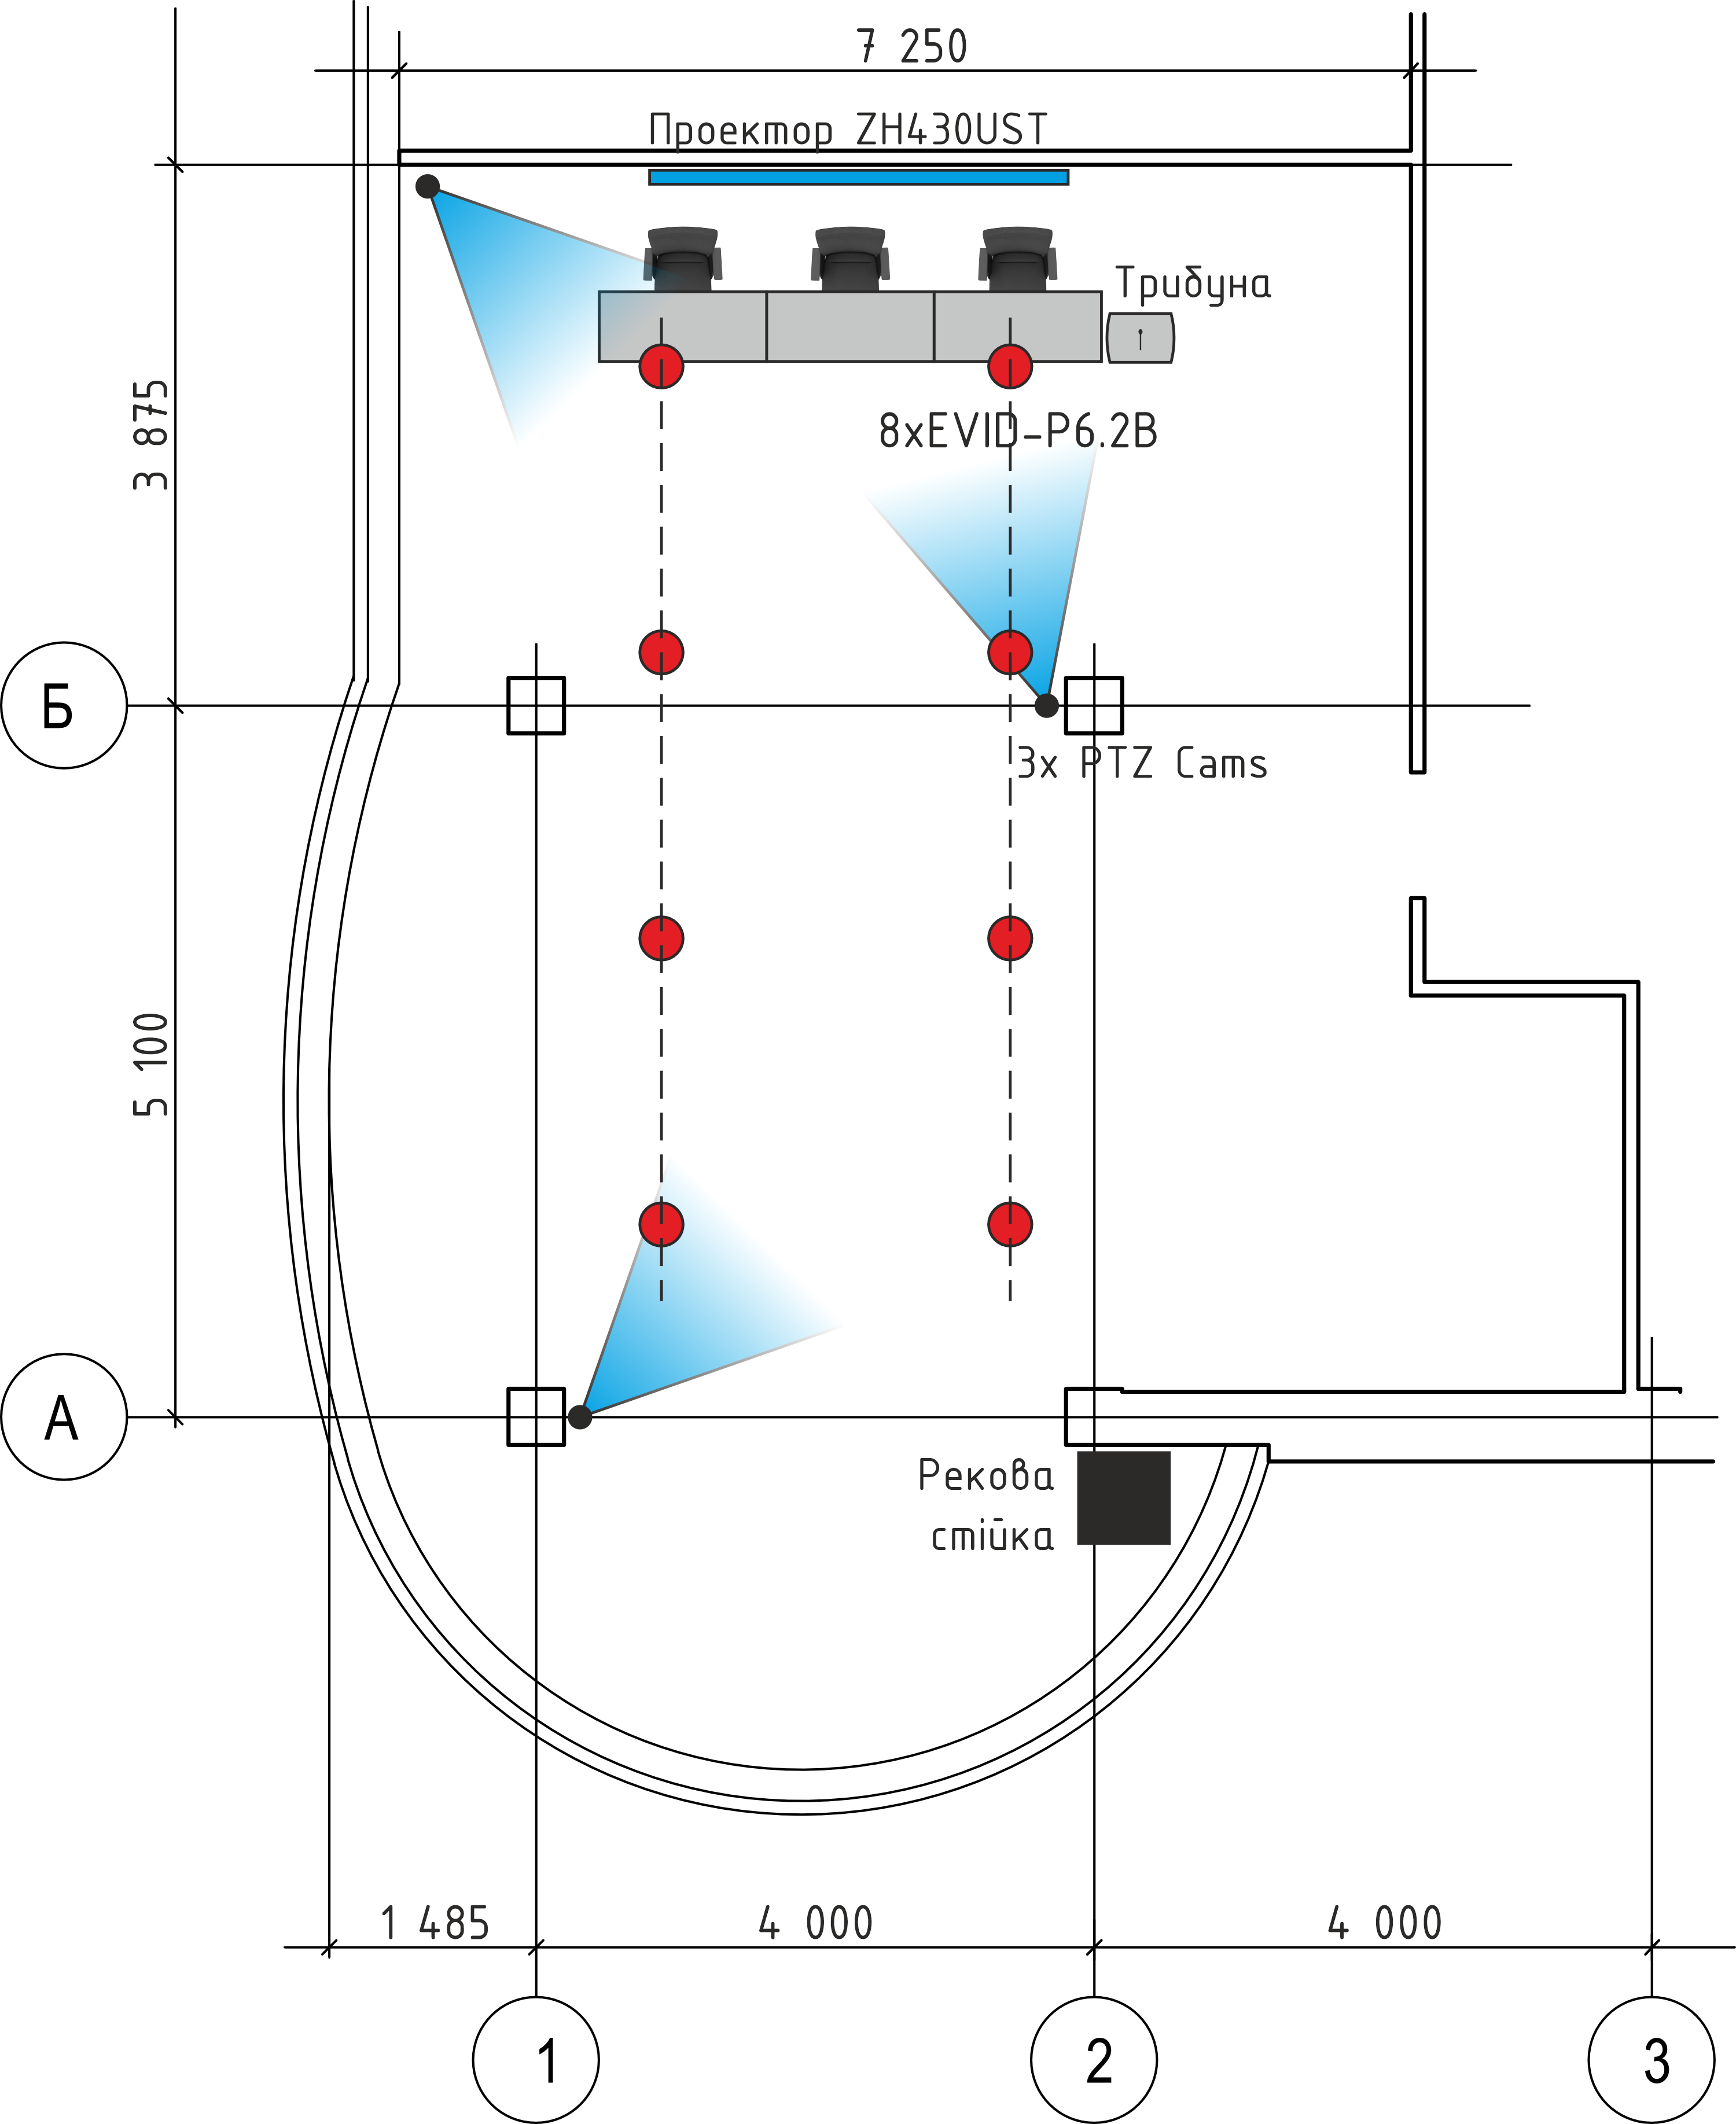 7 250
Проектор ZH430UST
Трибуна
3 875
8xEVID-P6.2B
Б
3x PTZ Cams
5 100
А
Рекова
стійка
1 485
4 000
4 000
1
2
3